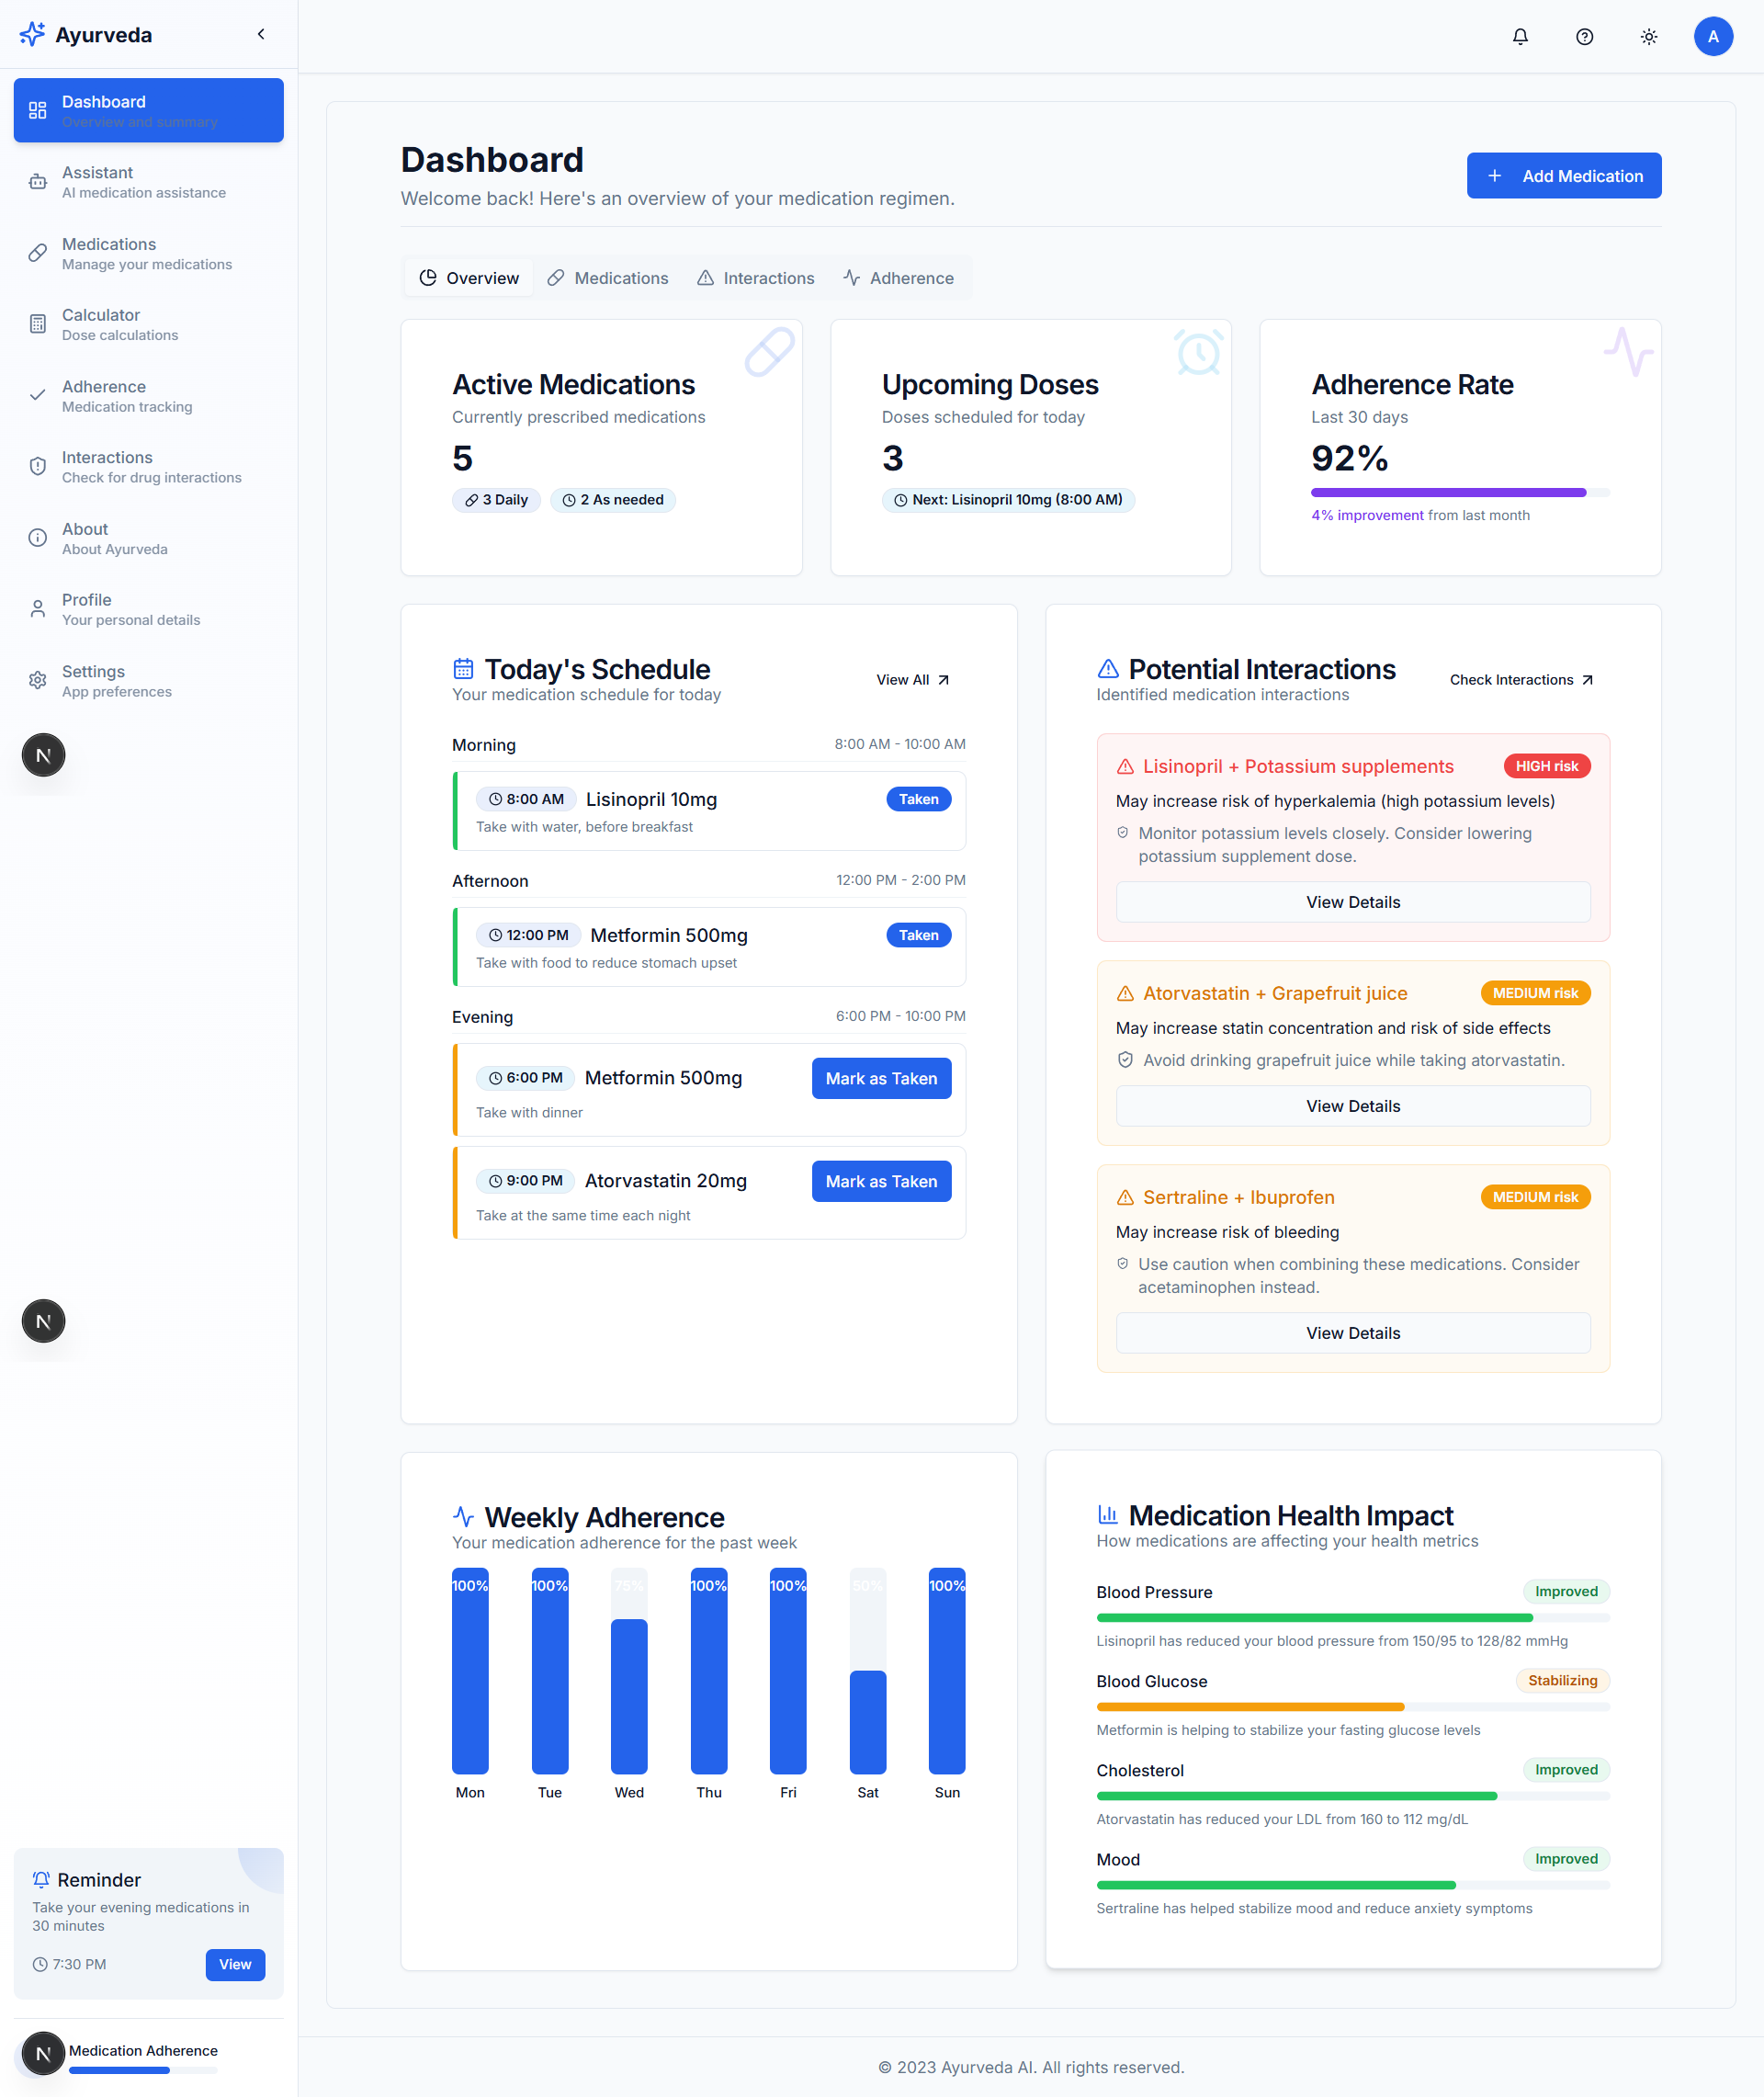 Ayurveda
A
Dashboard
Overview and summary
Assistant
AI medication assistance
Medications
Manage your medications
Calculator
Dose calculations
Adherence
Medication tracking
Interactions
Check for drug interactions
About
About Ayurveda
Profile
Your personal details
Settings
App preferences
N
N
Reminder
Take your evening medications in
30 minutes
7:30 PM
View
N
Medication Adherence
Dashboard
Welcome back! Here's an overview of your medication regimen.
Add Medication
Overview
Medications
Interactions
Adherence
Active Medications
Currently prescribed medications
5
3 Daily
2 As needed
Upcoming Doses
Doses scheduled for today
3
Next: Lisinopril 10mg (8:00 AM)
Adherence Rate
Last 30 days
92%
4% improvement from last month
Today's Schedule
View All
Your medication schedule for today
Morning
8:00 AM - 10:00 AM
8:00 AM
Lisinopril 10mg
Taken
Take with water, before breakfast
Afternoon
12:00 PM - 2:00 PM
12:00 PM
Metformin 500mg
Taken
Take with food to reduce stomach upset
Evening
6:00 PM - 10:00 PM
6:00 PM
Metformin 500mg
Mark as Taken
Take with dinner
9:00 PM
Atorvastatin 20mg
Mark as Taken
Take at the same time each night
Potential Interactions
Check Interactions
Identified medication interactions
Lisinopril + Potassium supplements
HIGH risk
May increase risk of hyperkalemia (high potassium levels)
Monitor potassium levels closely. Consider lowering
potassium supplement dose.
View Details
Atorvastatin + Grapefruit juice
MEDIUM risk
May increase statin concentration and risk of side effects
Avoid drinking grapefruit juice while taking atorvastatin.
View Details
Sertraline + Ibuprofen
MEDIUM risk
May increase risk of bleeding
Use caution when combining these medications. Consider
acetaminophen instead.
View Details
Weekly Adherence
Your medication adherence for the past week
100%
100%
75%
100%
100%
50%
100%
Mon
Tue
Wed
Thu
Fri
Sat
Sun
Medication Health Impact
How medications are affecting your health metrics
Blood Pressure
Improved
Lisinopril has reduced your blood pressure from 150/95 to 128/82 mmHg
Blood Glucose
Stabilizing
Metformin is helping to stabilize your fasting glucose levels
Cholesterol
Improved
Atorvastatin has reduced your LDL from 160 to 112 mg/dL
Mood
Improved
Sertraline has helped stabilize mood and reduce anxiety symptoms
© 2023 Ayurveda AI. All rights reserved.